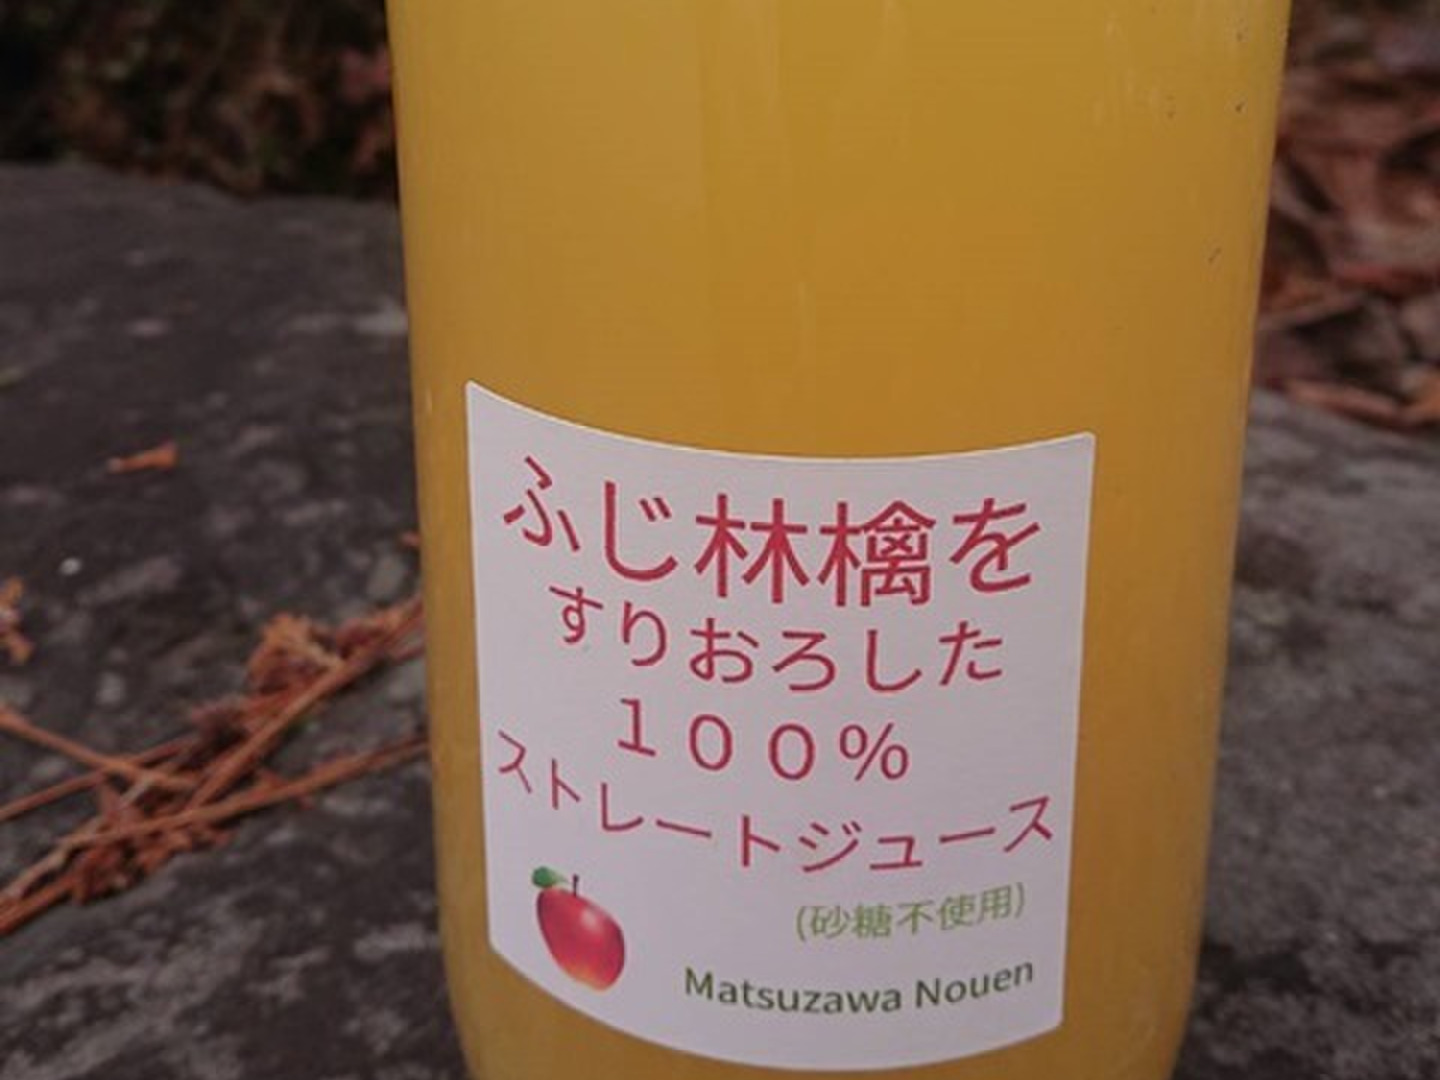 ふじ林檎を
すりおろした
１００％
ストレートジュース
(砂糖不使用)
Matsuzawa Nouen